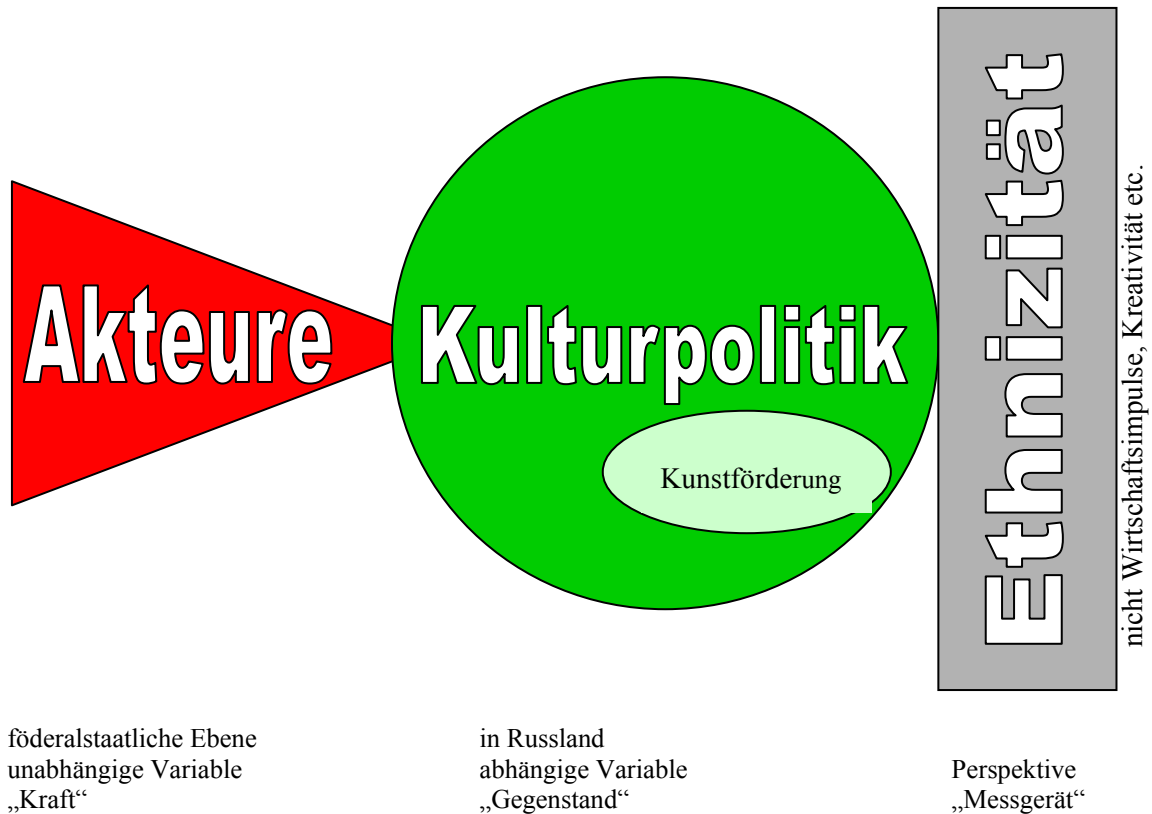 Akteure
Kulturpolitik
Kunstförderung
Ethnizität
nicht Wirtschaftsimpulse, Kreativität etc.
föderalstaatliche Ebene
unabhängige Variable
„Kraft“
in Russland
abhängige Variable
„Gegenstand“
Perspektive
„Messgerät“